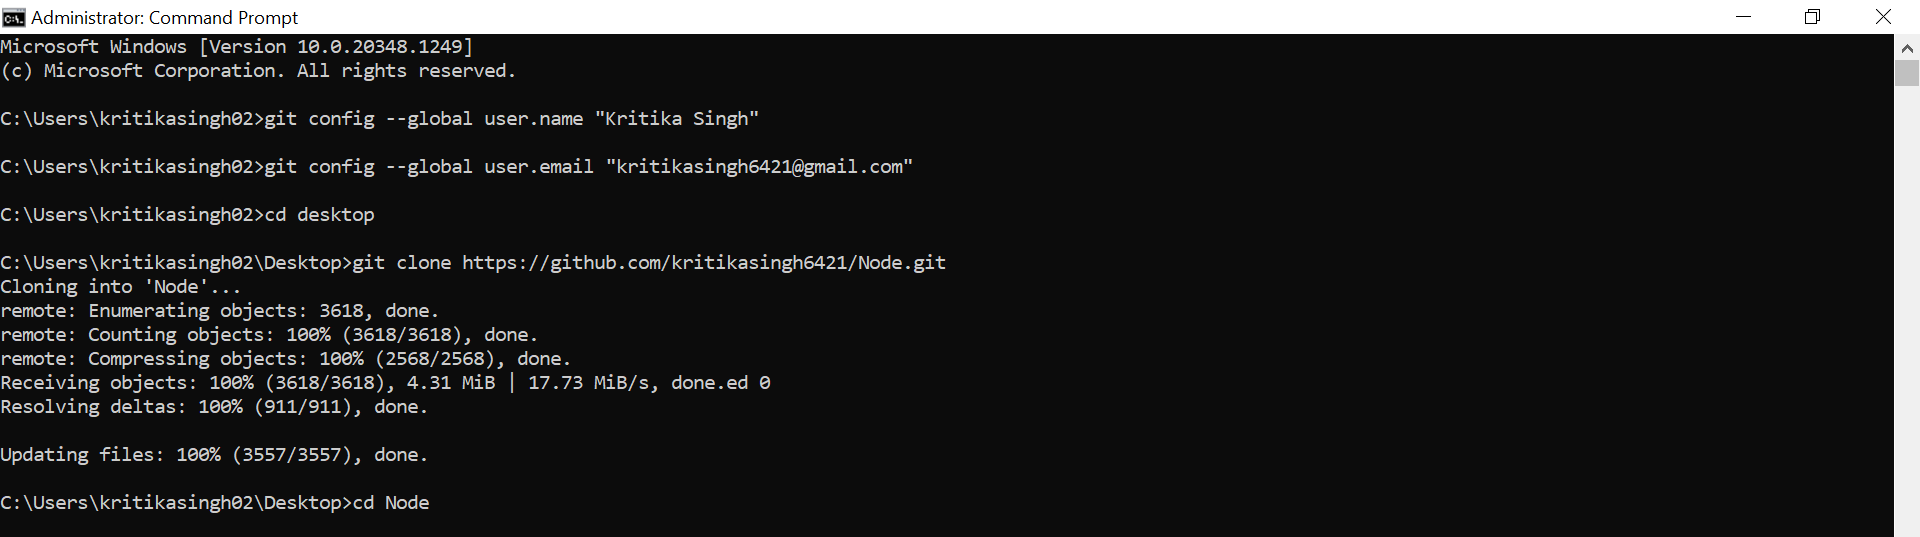 Administrator: Command Prompt
Microsoft Windows [Version 10.0.20348.1249]
(c) Microsoft Corporation. All rights reserved.
C:\Users\kritikasingh02>git config --global user.name "Kritika Singh"
C:\Users\kritikasingh02>git config --global user.email "kritikasingh6421@gmail.com"
C:\Users\kritikasingh02>cd desktop
C:\Users\kritikasingh02\Desktop>git clone https://github.com/kritikasingh6421/Node.git
Cloning into 'Node'...
remote: Enumerating objects: 3618, done.
remote: Counting objects: 100% (3618/3618), done.
remote: Compressing objects: 100% (2568/2568), done.
Receiving objects: 100% (3618/3618), 4.31 MiB | 17.73 MiB/s, done.ed 0
Resolving deltas: 100% (911/911), done.
Updating files: 100% (3557/3557), done.
C:\Users\kritikasingh02\Desktop>cd Node